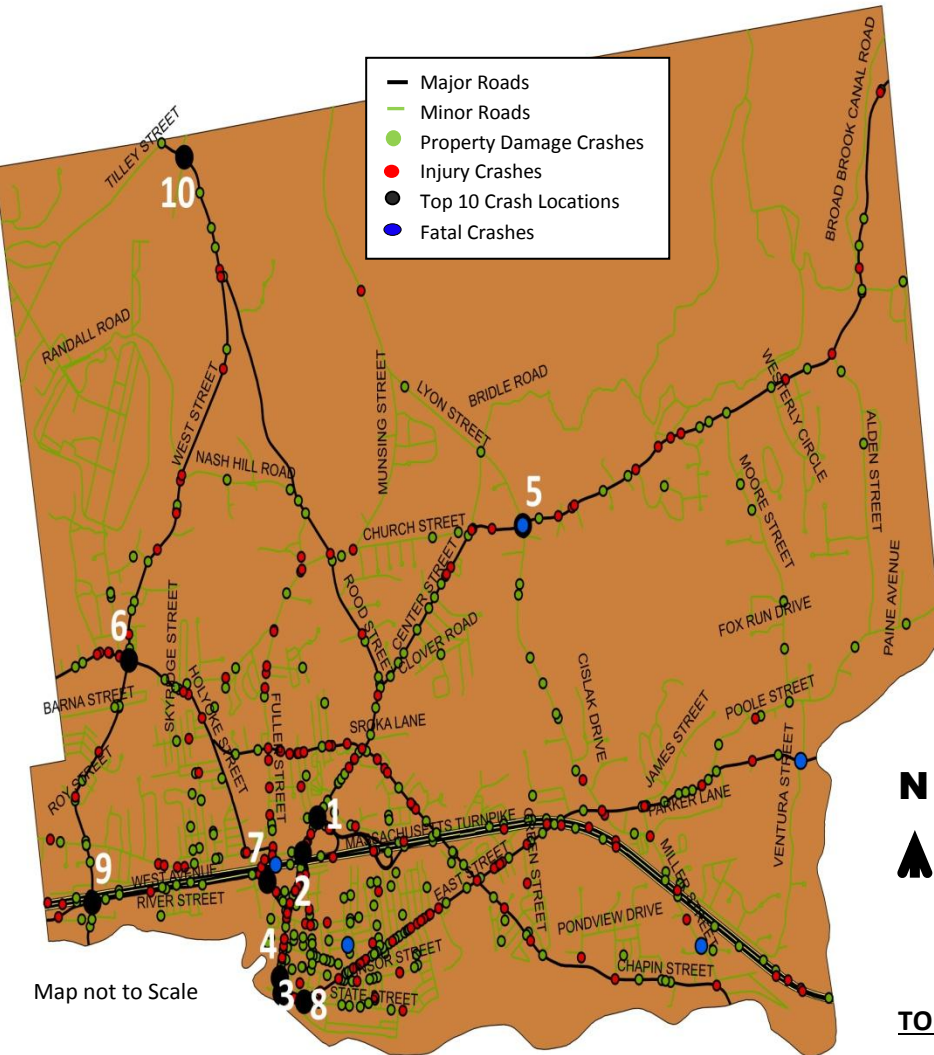 Major Roads
Minor Roads
Property Damage Crashes
Injury Crashes
Top 10 Crash Locations
Fatal Crashes
TILLEY STREET
10
BROAD BROOK CANAL ROAD
RANDALL ROAD
WEST STREET
MUNSING STREET
LYON STREET
BRIDLE ROAD
WESTERLY CIRCLE
NASH HILL ROAD
MOORE STREET
ALDEN STREET
5
CHURCH STREET
CENTER STREET
ROOD STREET
CLOVER ROAD
PAINE AVENUE
FOX RUN DRIVE
6
SKYRIDGE STREET
HOLYOKE STREET
BARNA STREET
FULLER STREET
SROKA LANE
CISLAK DRIVE
JAMES STREET
POOLE STREET
ROY STREET
PARKER LANE
VENTURA STREET
N
1
MASSACHUSETTS TURNPIKE
7
9
WEST AVENUE
RIVER STREET
2
EAST STREET
GREEN STREET
MILLER STREET
PONDVIEW DRIVE
4
CHAPIN STREET
STATE STREET
3
8
Map not to Scale
TO